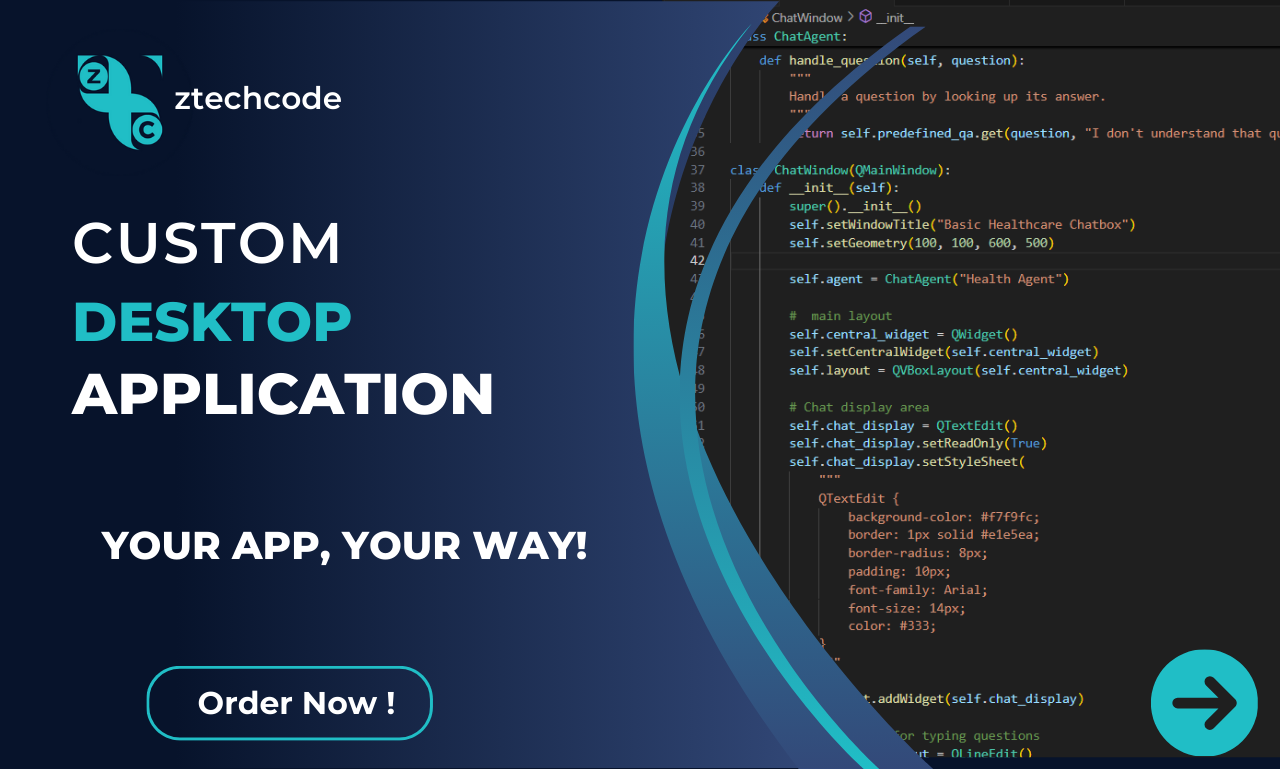 Z
C
ztechcode
CUSTOM
DESKTOP
APPLICATION
YOUR APP, YOUR WAY!
Order Now !
ChatWindow > __init__
ChatAgent:
def handle_question(self, question):
"""
a question by looking up its answer.
self.predefined_qa.get(question, "I don't understand that
36
37 ChatWindow(QMainWindow):
38 def __init__(self):
39 super().__init__()
40 self.setWindowTitle("Basic Healthcare Chatbox")
41 self.setGeometry(100, 100, 600, 500)
42
self.agent = ChatAgent("Health Agent")
# main layout
self.central_widget = QWidget()
self.setCentralWidget(self.central_widget)
self.layout = QVBoxLayout(self.central_widget)
# Chat display area
self.chat_display = QTextEdit()
self.chat_display.setReadOnly(True)
self.chat_display.setStyleSheet(
"""
QTextEdit {
background-color: #f7f9fc;
border: 1px solid #e1e5ea;
border-radius: 8px;
padding: 10px;
font-family: Arial;
font-size: 14px;
color: #333;
}
.addWidget(self.chat_display)
for typing questions
= QLineEdit()